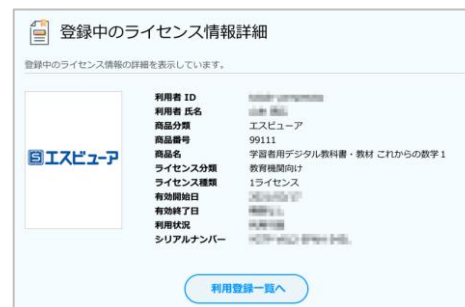 登録中のライセンス情報詳細
登録中のライセンス情報の詳細を表示しています。
エスビューア
利用者 ID
利用者 氏名
商品分類 エスビューア
商品番号 99111
商品名 学習者用デジタル教科書・教材 これからの数学 1
ライセンス分類 教育機関向け
ライセンス種類 1ライセンス
有効開始日
有効終了日
利用状況
シリアルナンバー
利用登録一覧へ